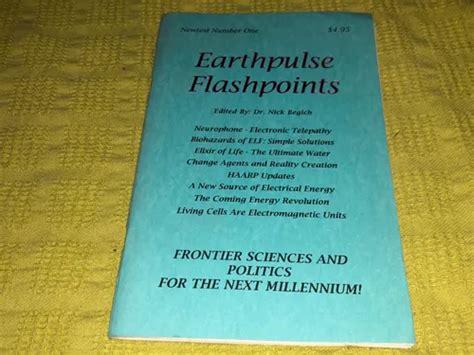 Newtext Number One $4.95
Earthpulse
Flashpoints
Edited By: Dr. Nick Begich
Neurophone - Electronic Telepathy
Biohazards of ELF: Simple Solutions
Elixir of Life - The Ultimate Water
Change Agents and Reality Creation
HAARP Updates
A New Source of Electrical Energy
The Coming Energy Revolution
Living Cells Are Electromagnetic Units
FRONTIER SCIENCES AND
POLITICS
FOR THE NEXT MILLENNIUM!